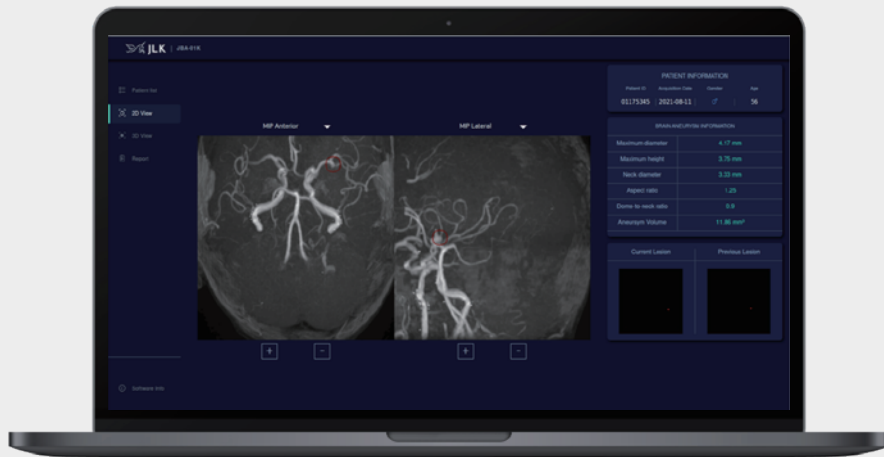 JLK | JBA-01K
Patient list
2D View
3D View
Report
Software Info
MIP Anterior
MIP Lateral
+
-
+
-
PATIENT INFORMATION
Patient ID Acquisition Date Gender Age
01175345 2021-08-11 ♂ 56
BRAIN ANEURYSM INFORMATION
Maximum diameter 4.17 mm
Maximum height 3.75 mm
Neck diameter 3.33 mm
Aspect ratio 1.25
Dome to neck ratio 0.8
Aneurysm Volume 11.86 mm³
Current Lesion Previous Lesion